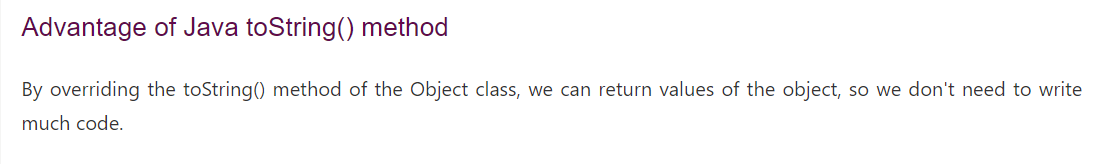 Advantage of Java toString() method
By overriding the toString() method of the Object class, we can return values of the object, so we don't need to write
much code.